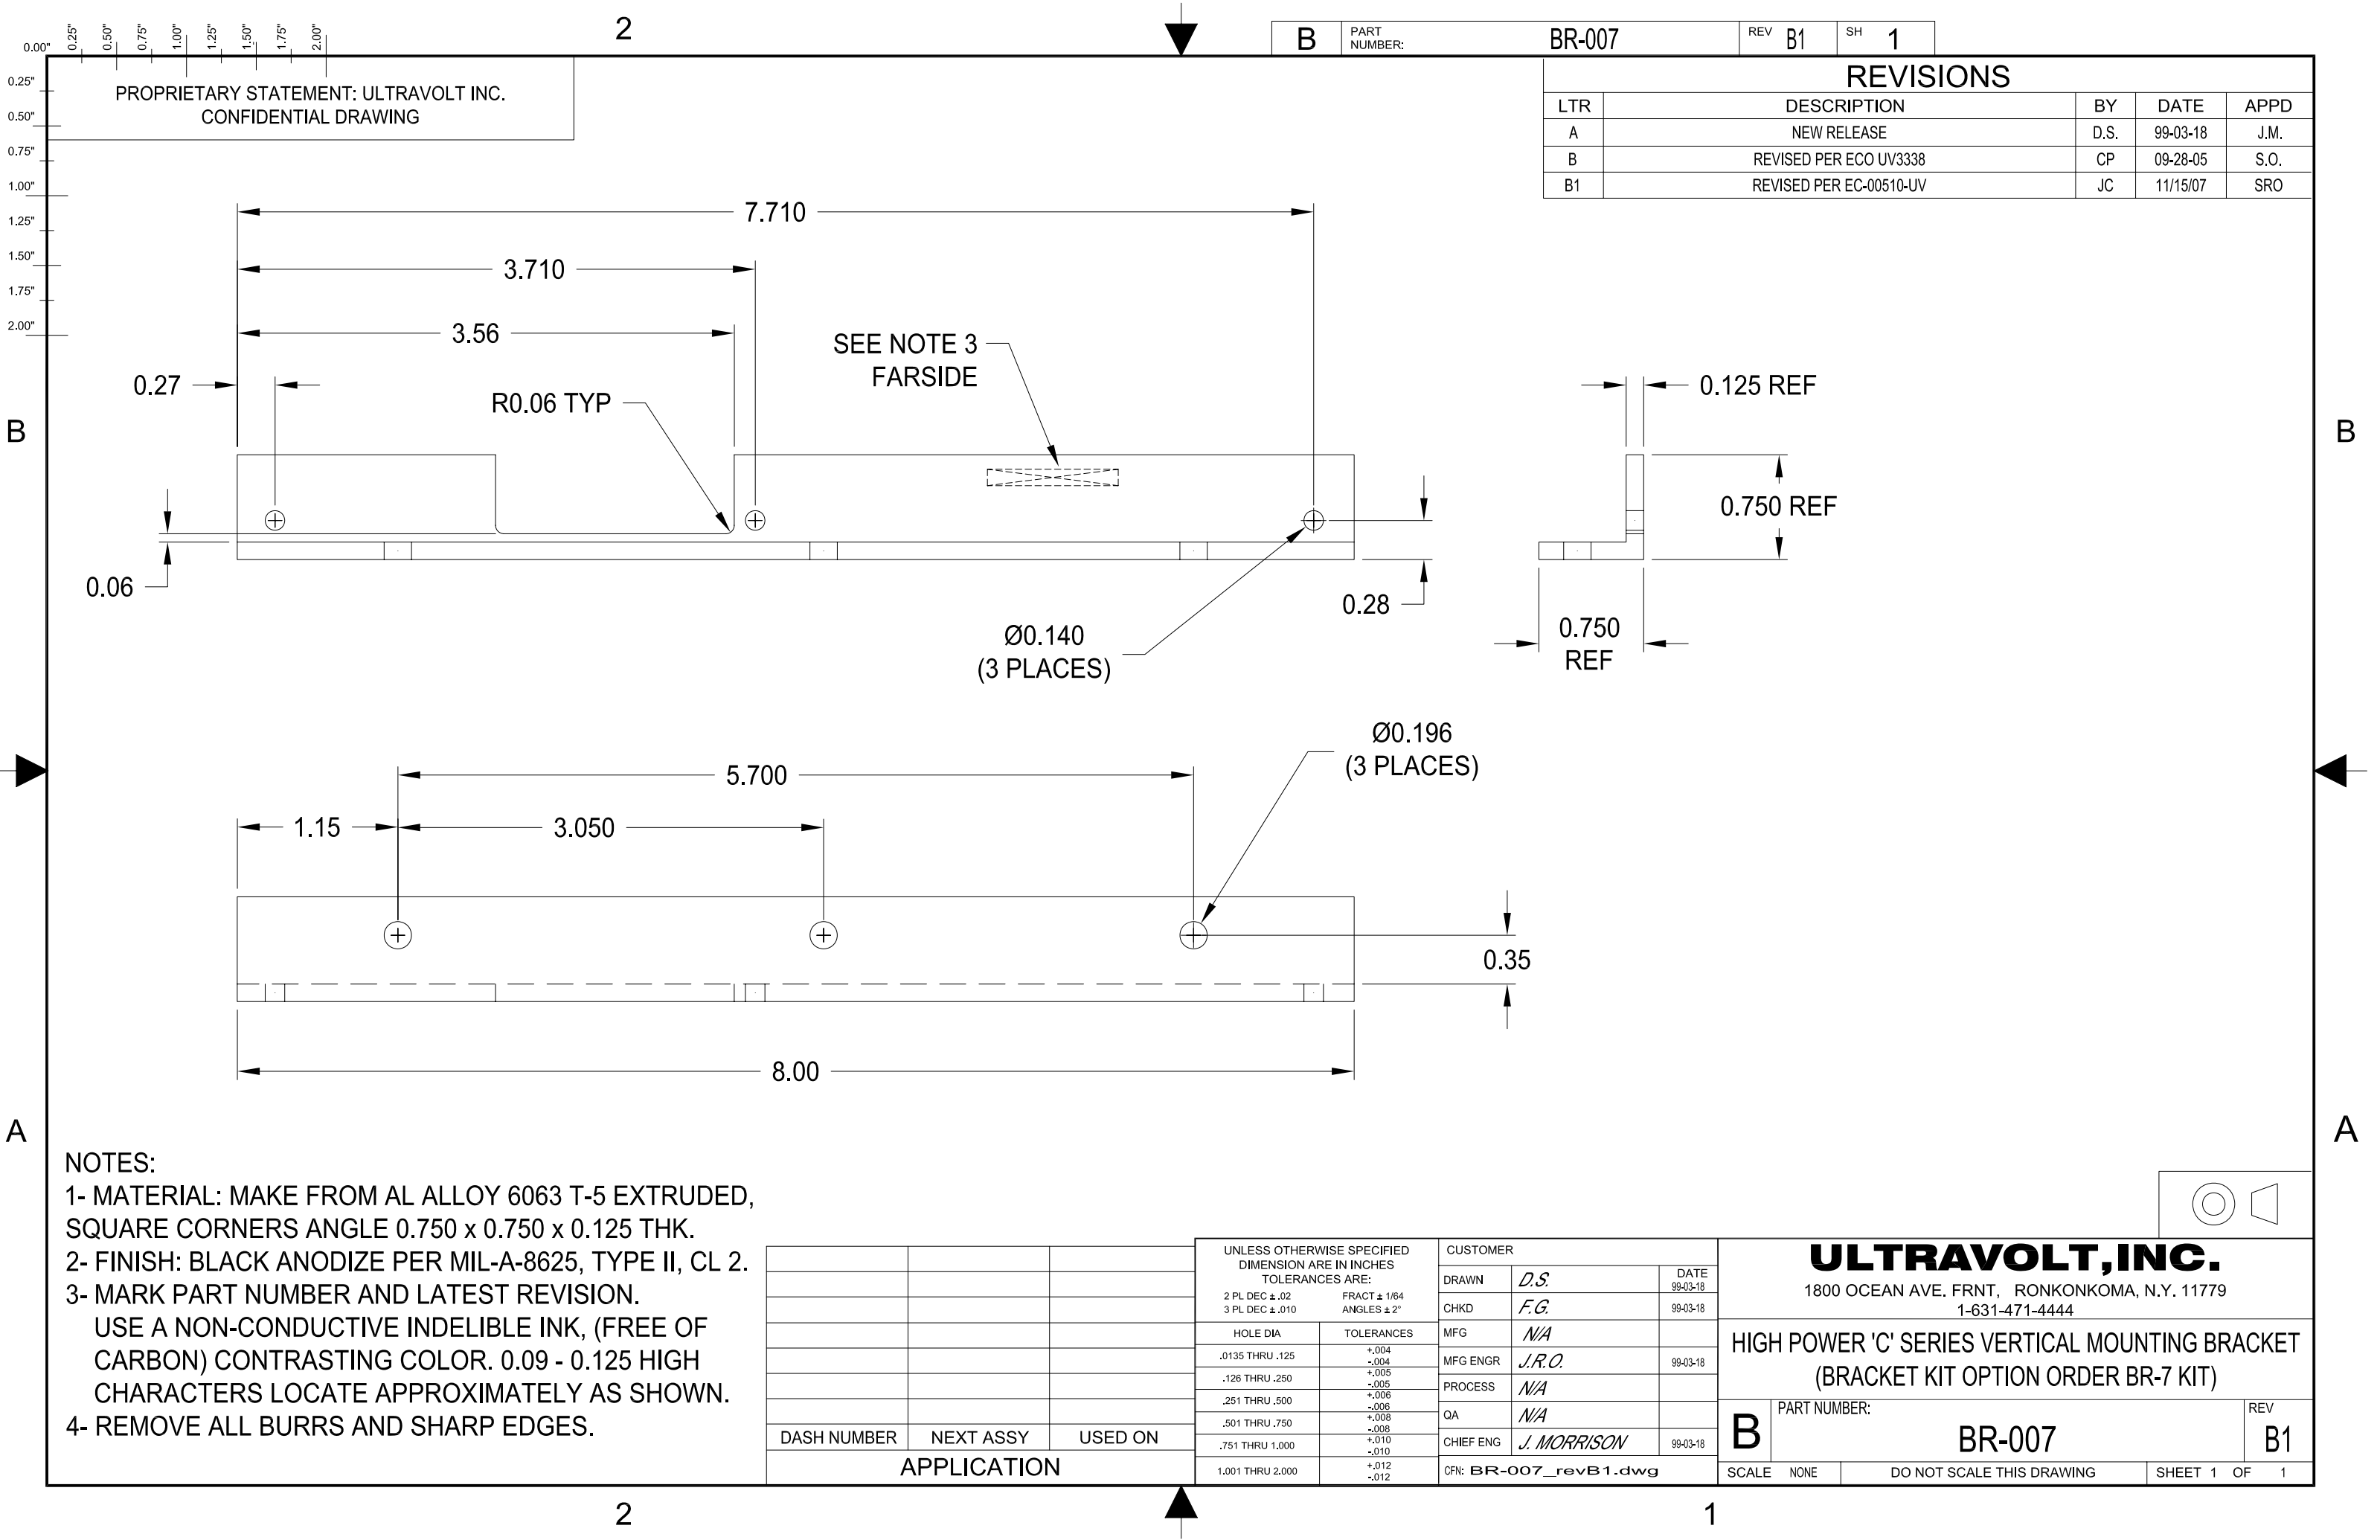 2
B PART NUMBER: BR-007 REV B1 SH 1
0.00" 0.25" 0.50" 0.75" 1.00" 1.25" 1.50" 1.75" 2.00"
0.25"
0.50"
0.75"
1.00"
1.25"
1.50"
1.75"
2.00"
PROPRIETARY STATEMENT: ULTRAVOLT INC.
CONFIDENTIAL DRAWING
REVISIONS
LTR DESCRIPTION BY DATE APPD
A NEW RELEASE D.S. 99-03-18 J.M.
B REVISED PER ECO UV3338 CP 09-28-05 S.O.
B1 REVISED PER EC-00510-UV JC 11/15/07 SRO
7.710
3.710
3.56
0.27
R0.06 TYP
SEE NOTE 3
FARSIDE
0.125 REF
B
B
0.750 REF
0.06
0.28
Ø0.140
(3 PLACES)
0.750
REF
Ø0.196
(3 PLACES)
5.700
1.15
3.050
0.35
8.00
A
A
NOTES:
1- MATERIAL: MAKE FROM AL ALLOY 6063 T-5 EXTRUDED,
SQUARE CORNERS ANGLE 0.750 x 0.750 x 0.125 THK.
2- FINISH: BLACK ANODIZE PER MIL-A-8625, TYPE II, CL 2.
3- MARK PART NUMBER AND LATEST REVISION.
USE A NON-CONDUCTIVE INDELIBLE INK, (FREE OF
CARBON) CONTRASTING COLOR. 0.09 - 0.125 HIGH
CHARACTERS LOCATE APPROXIMATELY AS SHOWN.
4- REMOVE ALL BURRS AND SHARP EDGES.
DASH NUMBER NEXT ASSY USED ON
APPLICATION
UNLESS OTHERWISE SPECIFIED
DIMENSION ARE IN INCHES
TOLERANCES ARE:
2 PL DEC ± .02 FRACT ± 1/64
3 PL DEC ± .010 ANGLES ± 2°
HOLE DIA TOLERANCES
.0135 THRU .125 +.004 -.004
.126 THRU .250 +.005 -.005
.251 THRU .500 +.006 -.006
.501 THRU .750 +.008 -.008
.751 THRU 1.000 +.010 -.010
1.001 THRU 2.000 +.012 -.012
CUSTOMER
DRAWN D.S. DATE 99-03-18
CHKD F.G. 99-03-18
MFG N/A
MFG ENGR J.R.O. 99-03-18
PROCESS N/A
QA N/A
CHIEF ENG J. MORRISON 99-03-18
CFN: BR-007_revB1.dwg
ULTRAVOLT,INC.
1800 OCEAN AVE. FRNT, RONKONKOMA, N.Y. 11779
1-631-471-4444
HIGH POWER 'C' SERIES VERTICAL MOUNTING BRACKET
(BRACKET KIT OPTION ORDER BR-7 KIT)
B PART NUMBER: BR-007 REV B1
SCALE NONE DO NOT SCALE THIS DRAWING SHEET 1 OF 1
2
1